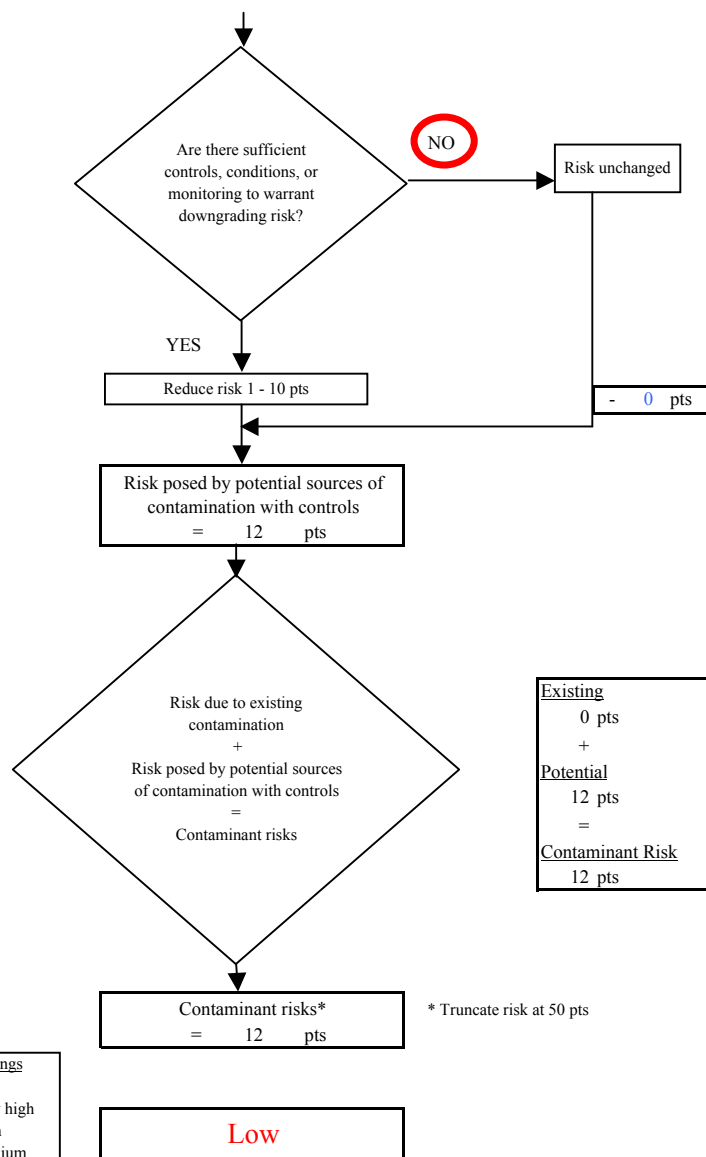 Are there sufficient
controls, conditions, or
monitoring to warrant
downgrading risk?
NO
Risk unchanged
YES
Reduce risk 1 - 10 pts
- 0 pts
Risk posed by potential sources of
contamination with controls
= 12 pts
Risk due to existing
contamination
+
Risk posed by potential sources
of contamination with controls
=
Contaminant risks
Existing
0 pts
+
Potential
12 pts
=
Contaminant Risk
12 pts
Contaminant risks*
= 12 pts
* Truncate risk at 50 pts
high
Low